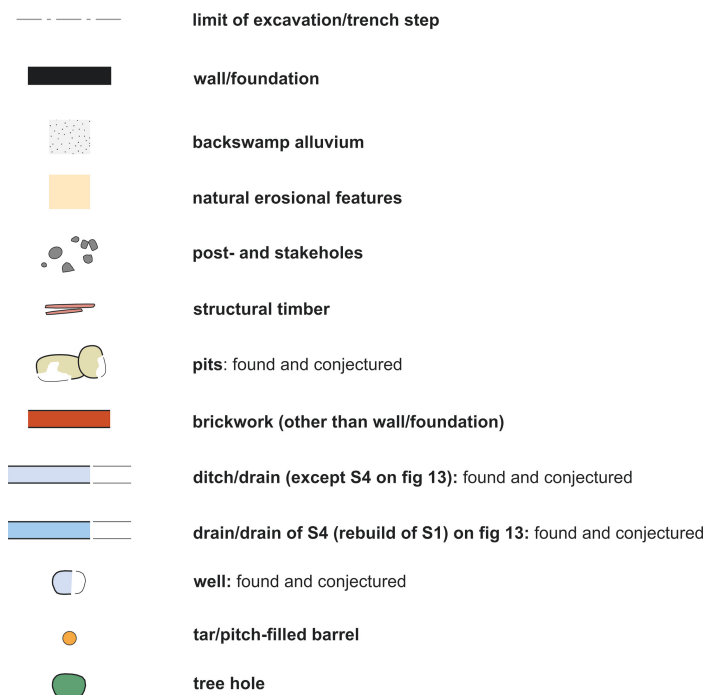 limit of excavation/trench step
wall/foundation
backswamp alluvium
natural erosional features
post- and stakeholes
structural timber
pits: found and conjectured
brickwork (other than wall/foundation)
ditch/drain (except S4 on fig 13): found and conjectured
drain/drain of S4 (rebuild of S1) on fig 13: found and conjectured
well: found and conjectured
tar/pitch-filled barrel
tree hole